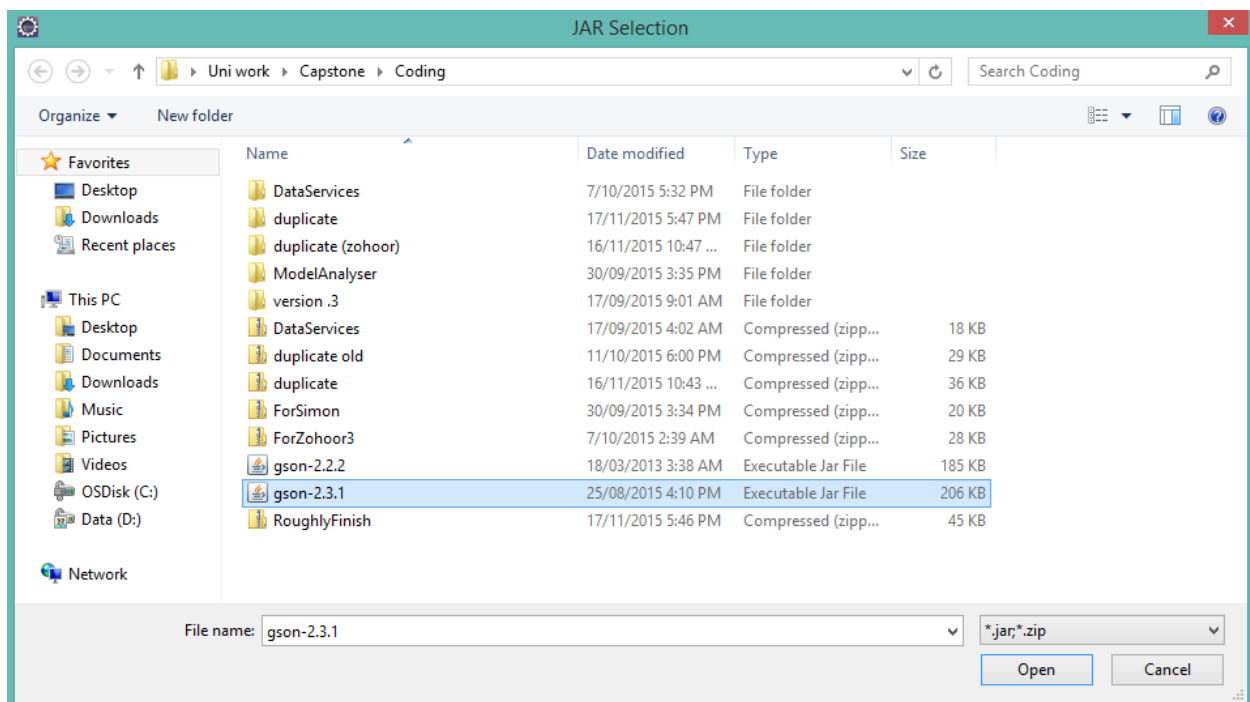 JAR Selection
Uni work Capstone Coding Search Coding
Organize New folder
Name Date modified Type Size
Favorites
Desktop
Downloads
Recent places
This PC
Desktop
Documents
Downloads
Music
Pictures
Videos
OSDisk (C:)
Data (D:)
Network
DataServices 7/10/2015 5:32 PM File folder
duplicate 17/11/2015 5:47 PM File folder
duplicate (zohoor) 16/11/2015 10:47 ... File folder
ModelAnalyser 30/09/2015 3:35 PM File folder
version .3 17/09/2015 9:01 AM File folder
DataServices 17/09/2015 4:02 AM Compressed (zipp... 18 KB
duplicate old 11/10/2015 6:00 PM Compressed (zipp... 29 KB
duplicate 16/11/2015 10:43 ... Compressed (zipp... 36 KB
ForSimon 30/09/2015 3:34 PM Compressed (zipp... 20 KB
ForZohoor3 7/10/2015 2:39 AM Compressed (zipp... 28 KB
gson-2.2.2 18/03/2013 3:38 AM Executable Jar File 185 KB
gson-2.3.1 25/08/2015 4:10 PM Executable Jar File 206 KB
RoughlyFinish 17/11/2015 5:46 PM Compressed (zipp... 45 KB
File name: gson-2.3.1 *.jar;*.zip
Open Cancel